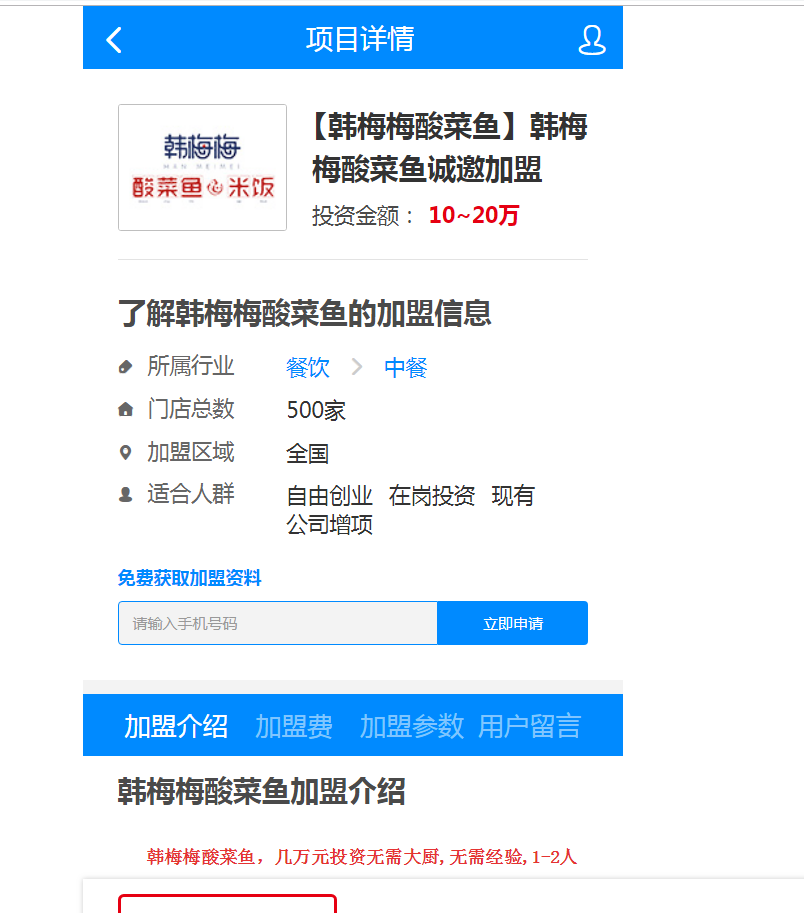 项目详情
韩梅梅
HAN MEIMEI
酸菜鱼米饭
【韩梅梅酸菜鱼】韩梅
梅酸菜鱼诚邀加盟
投资金额： 10~20万
了解韩梅梅酸菜鱼的加盟信息
所属行业 餐饮 中餐
门店总数 500家
加盟区域 全国
适合人群 自由创业 在岗投资 现有
公司增项
免费获取加盟资料
请输入手机号码 立即申请
加盟介绍 加盟费 加盟参数 用户留言
韩梅梅酸菜鱼加盟介绍
韩梅梅酸菜鱼，几万元投资无需大厨,无需经验,1-2人